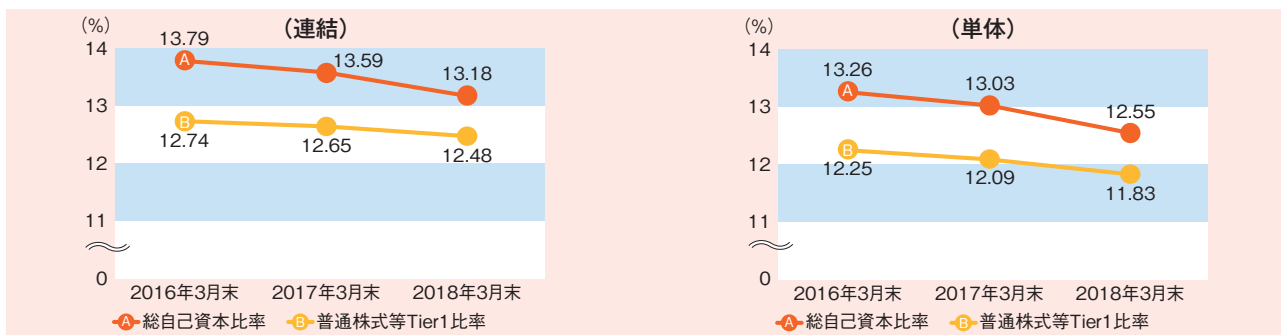 (%)
(連結)
14
13
12
11
0
13.79
13.59
13.18
A
B
12.74
12.65
12.48
2016年3月末 2017年3月末 2018年3月末
A 総自己資本比率 B 普通株式等Tier1比率
(%)
(単体)
14
13
12
11
0
13.26
13.03
12.55
A
B
12.25
12.09
11.83
2016年3月末 2017年3月末 2018年3月末
A 総自己資本比率 B 普通株式等Tier1比率